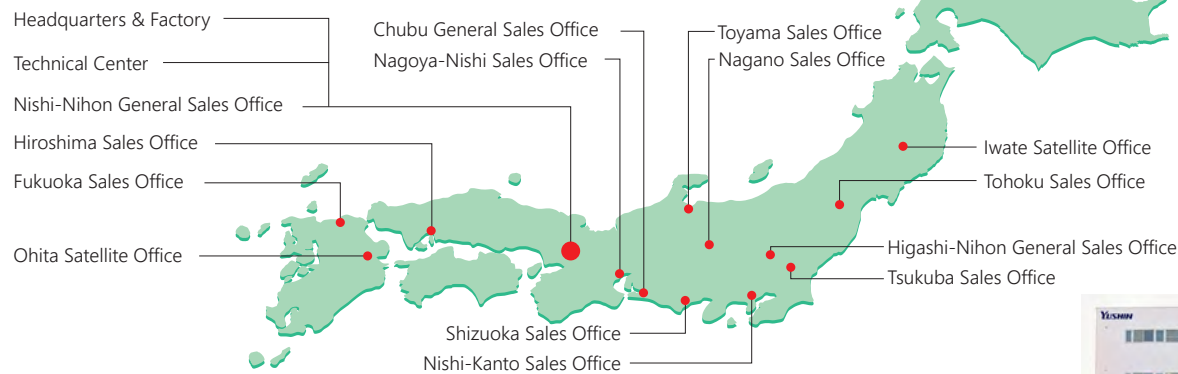 Headquarters & Factory
Technical Center
Nishi-Nihon General Sales Office
Hiroshima Sales Office
Fukuoka Sales Office
Ohita Satellite Office
Chubu General Sales Office
Nagoya-Nishi Sales Office
Toyama Sales Office
Nagano Sales Office
Iwate Satellite Office
Tohoku Sales Office
Higashi-Nihon General Sales Office
Tsukuba Sales Office
Shizuoka Sales Office
Nishi-Kanto Sales Office
YUSHIN